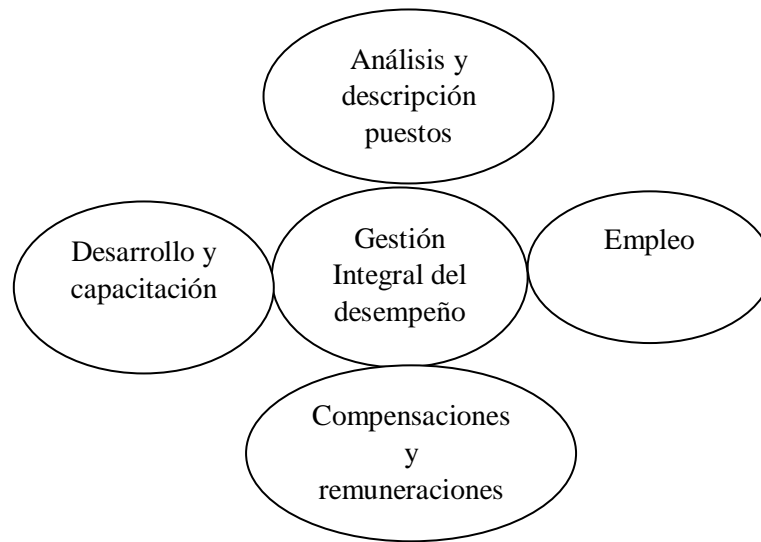 Análisis y
descripción
puestos
Desarrollo y
capacitación
Gestión
Integral del
desempeño
Empleo
Compensaciones
y
remuneraciones